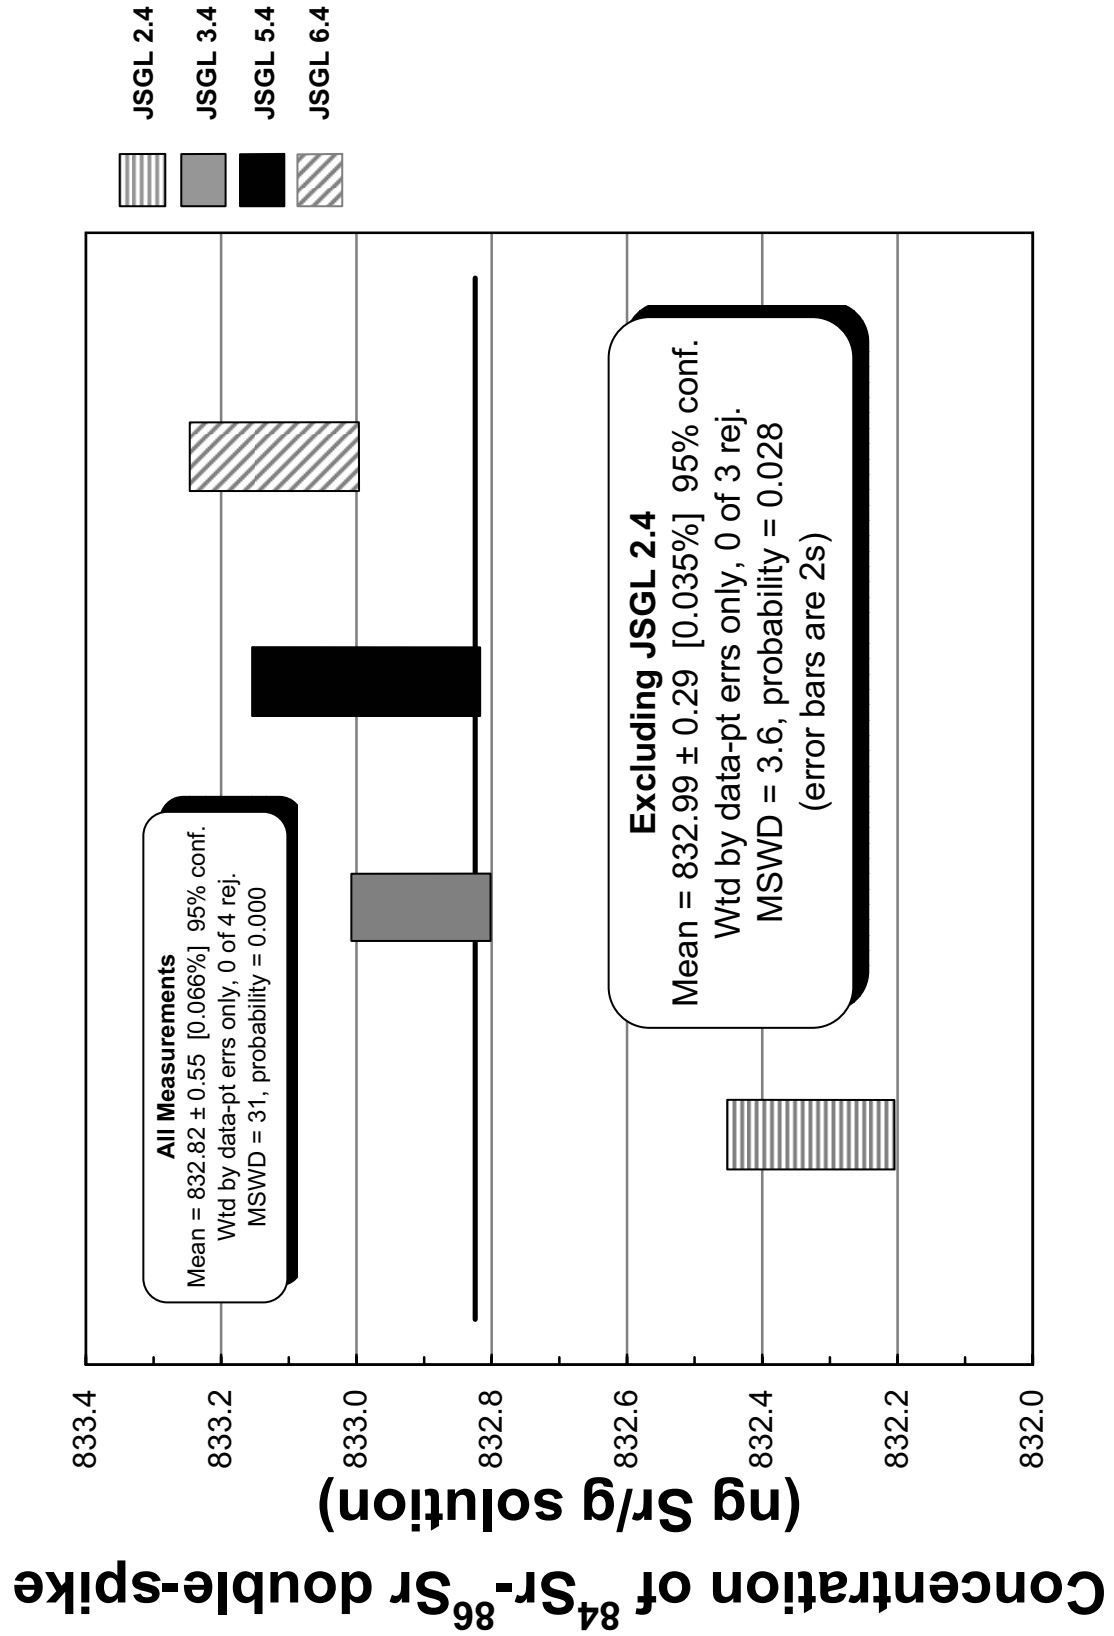 Concentration of ⁸⁴Sr-⁸⁶Sr double-spike
(ng Sr/g solution)
833.4
833.2
833.0
832.8
832.6
832.4
832.2
832.0
All Measurements
Mean = 832.82 ± 0.55 [0.066%] 95% conf.
Wtd by data-pt errs only, 0 of 4 rej.
MSWD = 31, probability = 0.000
Excluding JSGL 2.4
Mean = 832.99 ± 0.29 [0.035%] 95% conf.
Wtd by data-pt errs only, 0 of 3 rej.
MSWD = 3.6, probability = 0.028
(error bars are 2s)
JSGL 2.4
JSGL 3.4
JSGL 5.4
JSGL 6.4